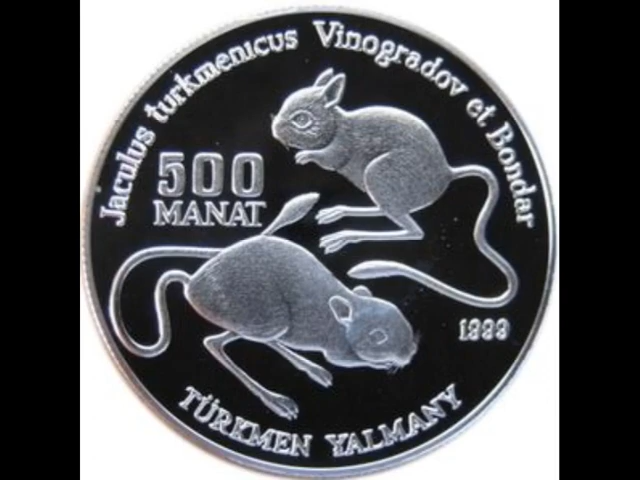 Jaculus turkmenicus Vinogradov et Bondar
500
MANAT
1999
TÜRKMEN YALMANY